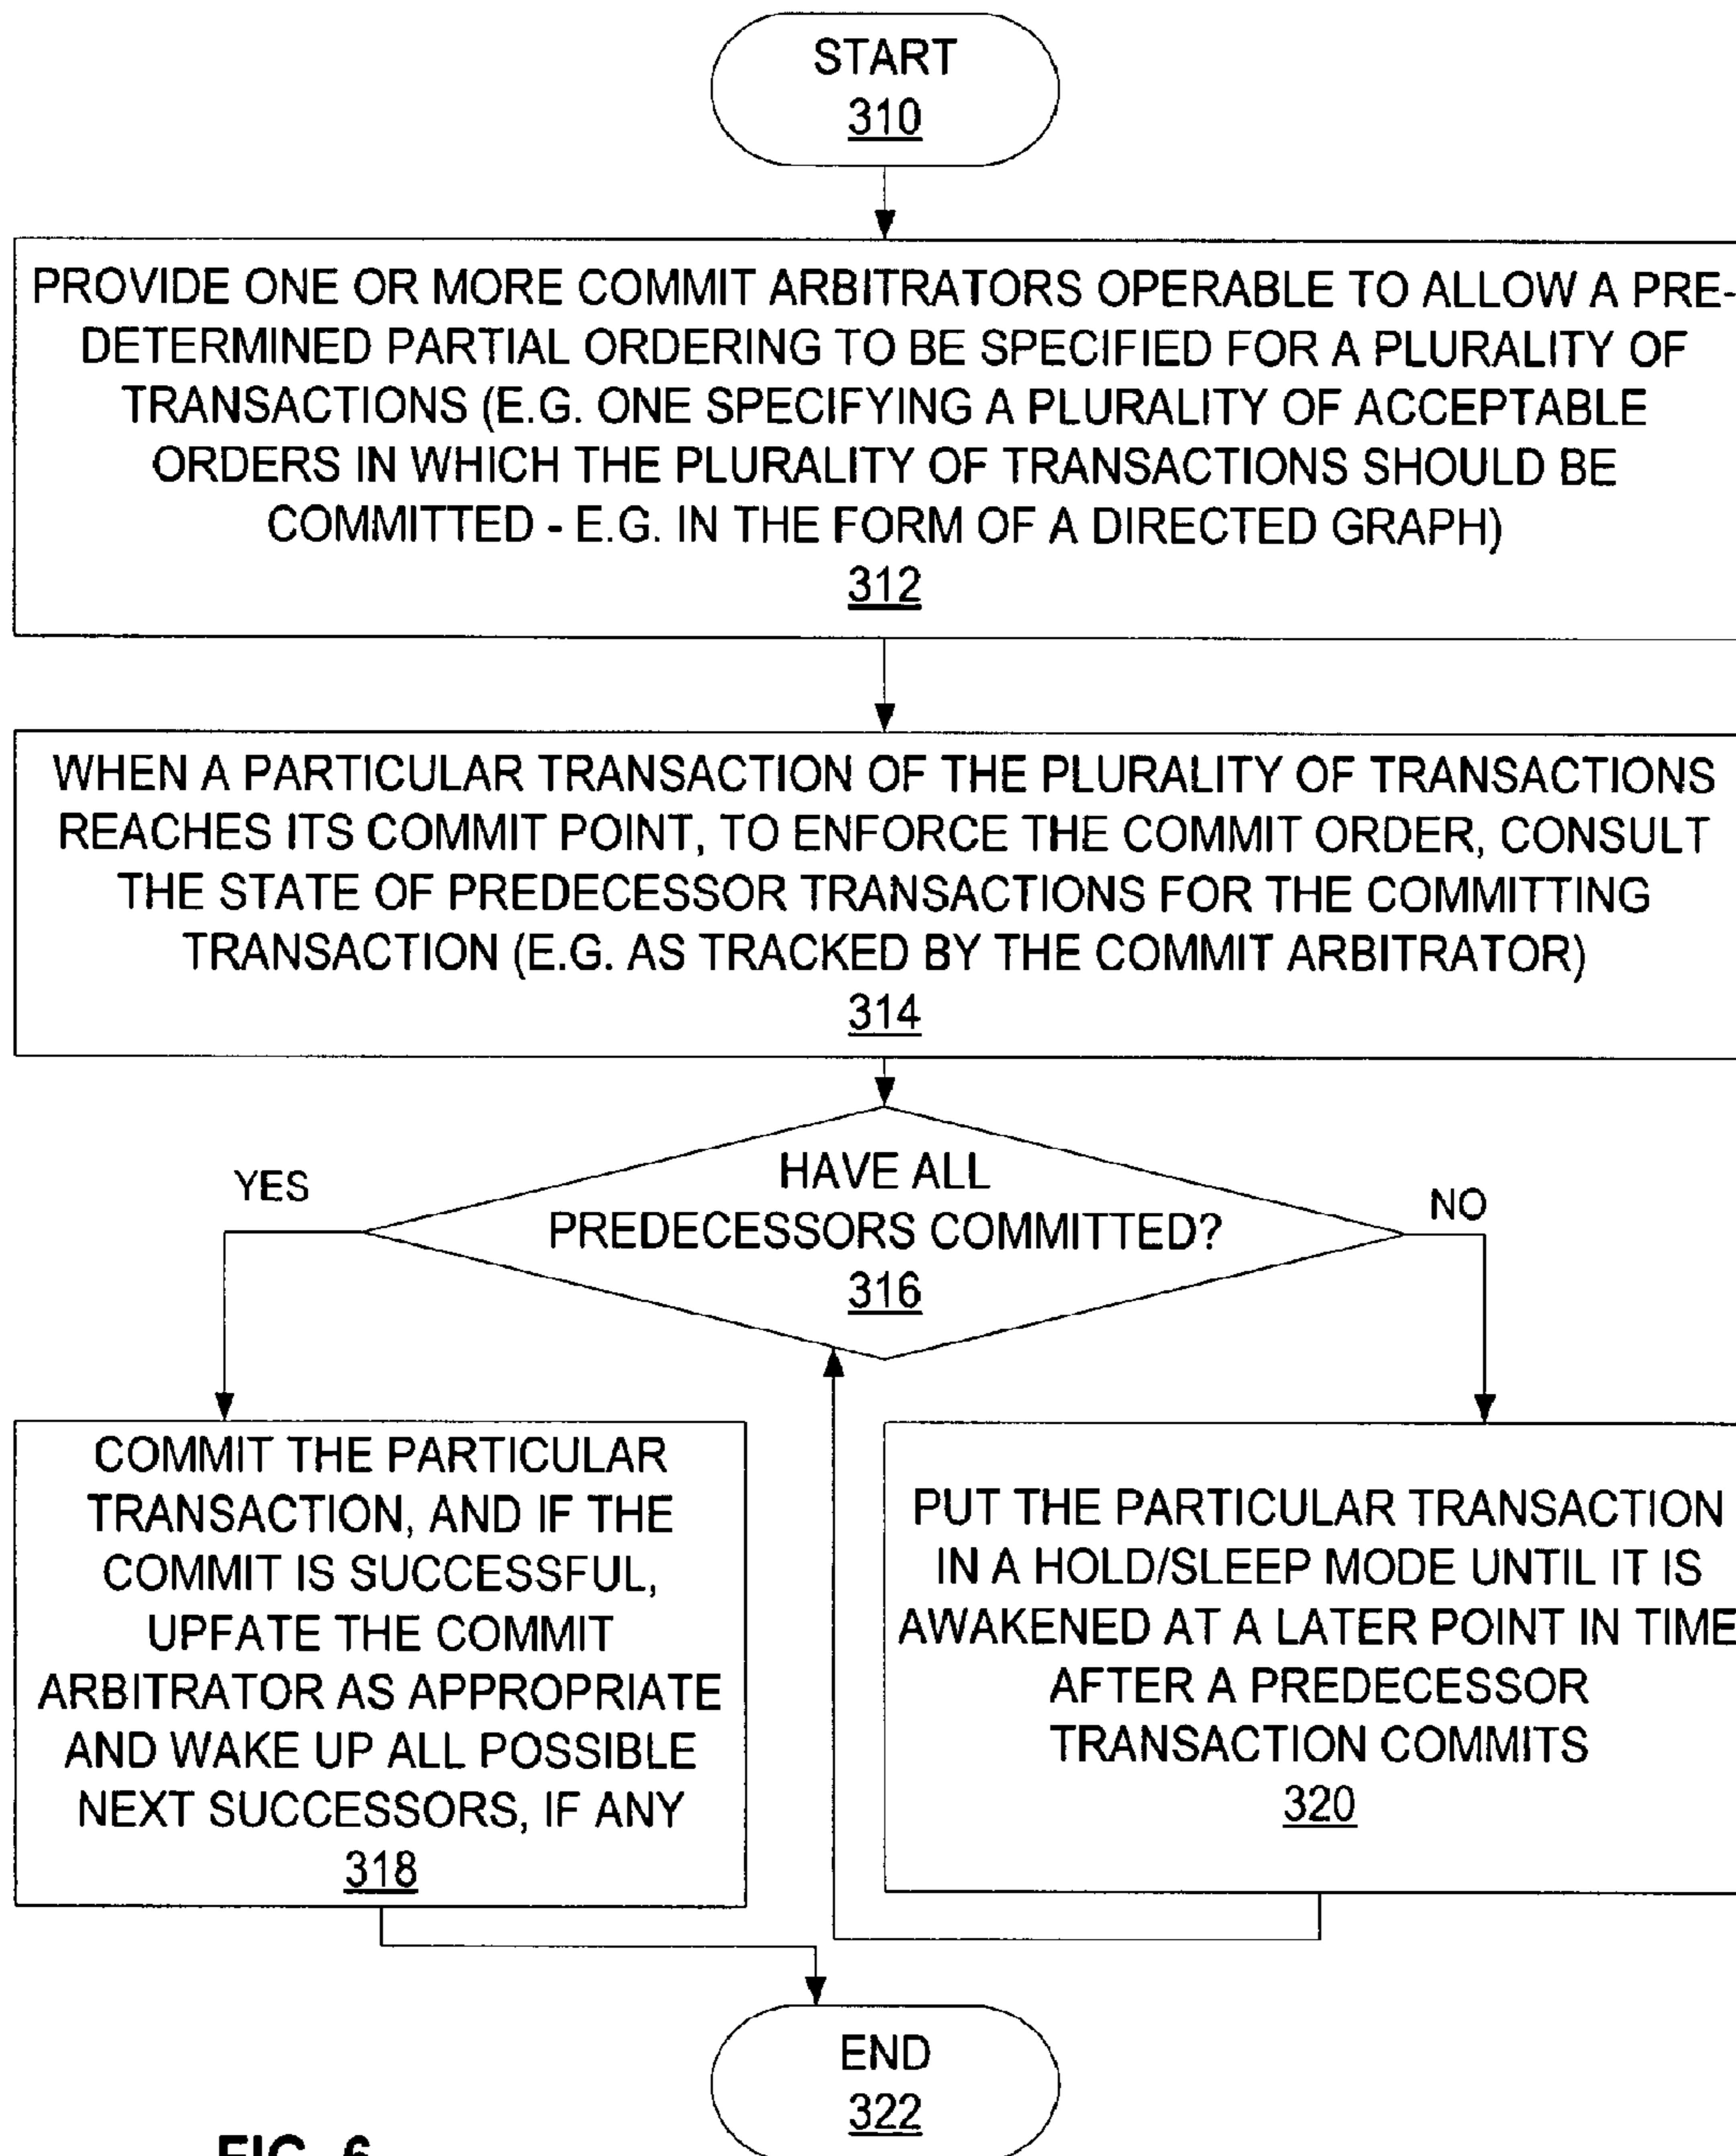 START
310
PROVIDE ONE OR MORE COMMIT ARBITRATORS OPERABLE TO ALLOW A PRE-
DETERMINED PARTIAL ORDERING TO BE SPECIFIED FOR A PLURALITY OF
TRANSACTIONS (E.G. ONE SPECIFYING A PLURALITY OF ACCEPTABLE
ORDERS IN WHICH THE PLURALITY OF TRANSACTIONS SHOULD BE
COMMITTED - E.G. IN THE FORM OF A DIRECTED GRAPH)
312
WHEN A PARTICULAR TRANSACTION OF THE PLURALITY OF TRANSACTIONS
REACHES ITS COMMIT POINT, TO ENFORCE THE COMMIT ORDER, CONSULT
THE STATE OF PREDECESSOR TRANSACTIONS FOR THE COMMITTING
TRANSACTION (E.G. AS TRACKED BY THE COMMIT ARBITRATOR)
314
HAVE ALL
PREDECESSORS COMMITTED?
316
YES
NO
COMMIT THE PARTICULAR
TRANSACTION, AND IF THE
COMMIT IS SUCCESSFUL,
UPFATE THE COMMIT
ARBITRATOR AS APPROPRIATE
AND WAKE UP ALL POSSIBLE
NEXT SUCCESSORS, IF ANY
318
PUT THE PARTICULAR TRANSACTION
IN A HOLD/SLEEP MODE UNTIL IT IS
AWAKENED AT A LATER POINT IN TIME
AFTER A PREDECESSOR
TRANSACTION COMMITS
320
END
322
FIG. 6